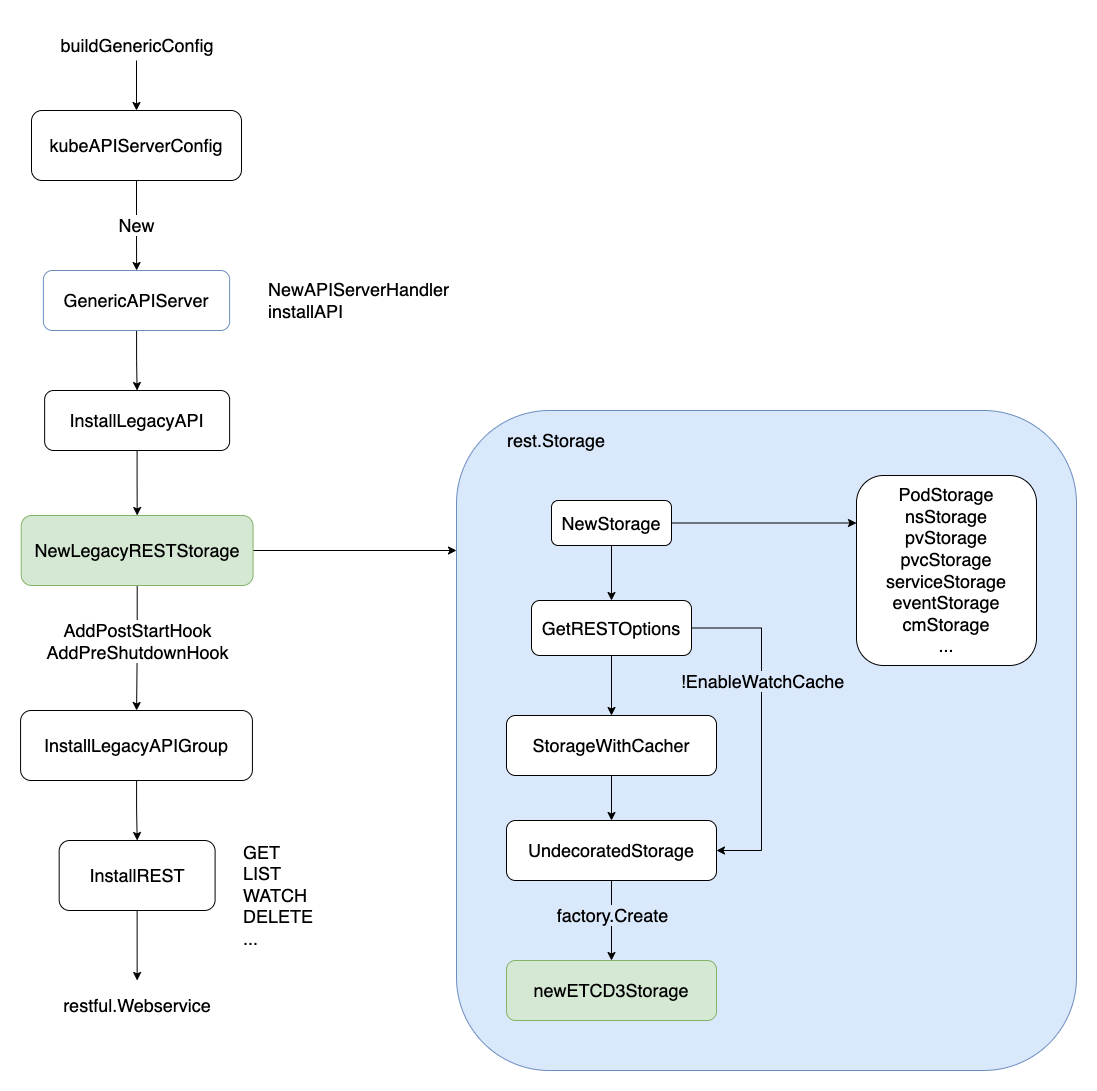 buildGenericConfig
kubeAPIServerConfig
New
GenericAPIServer
NewAPIServerHandler
installAPI
InstallLegacyAPI
NewLegacyRESTStorage
AddPostStartHook
AddPreShutdownHook
InstallLegacyAPIGroup
InstallREST
GET
LIST
WATCH
DELETE
...
restful.Webservice
rest.Storage
NewStorage
PodStorage
nsStorage
pvStorage
pvcStorage
serviceStorage
eventStorage
cmStorage
...
GetRESTOptions
!EnableWatchCache
StorageWithCacher
UndecoratedStorage
factory.Create
newETCD3Storage